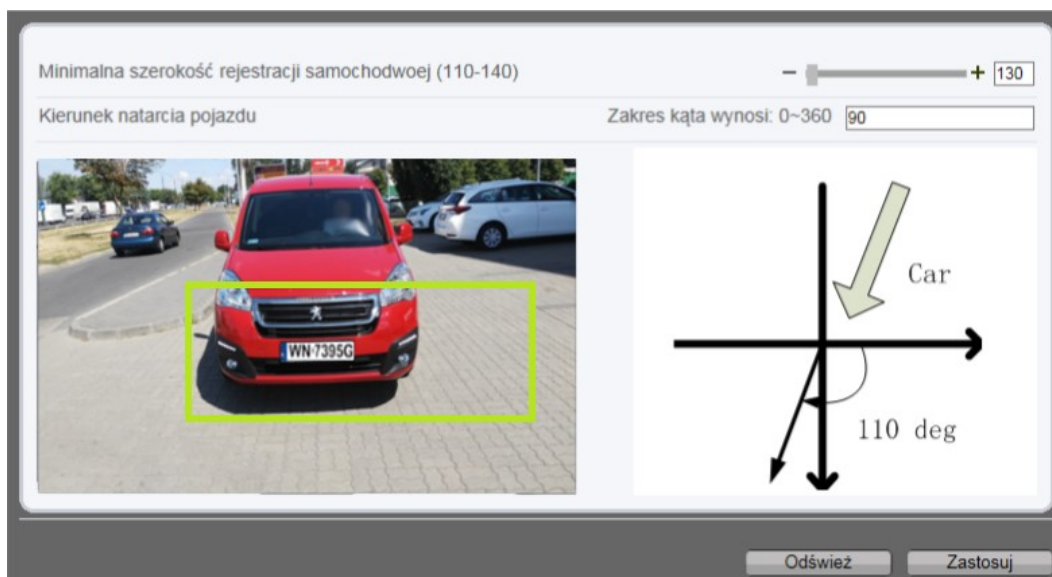 Minimalna szerokość rejestracji samochodwoej (110-140) − + 130
Kierunek natarcia pojazdu Zakres kąta wynosi: 0~360 90
WN 7395G
Car
110 deg
Odśwież Zastosuj